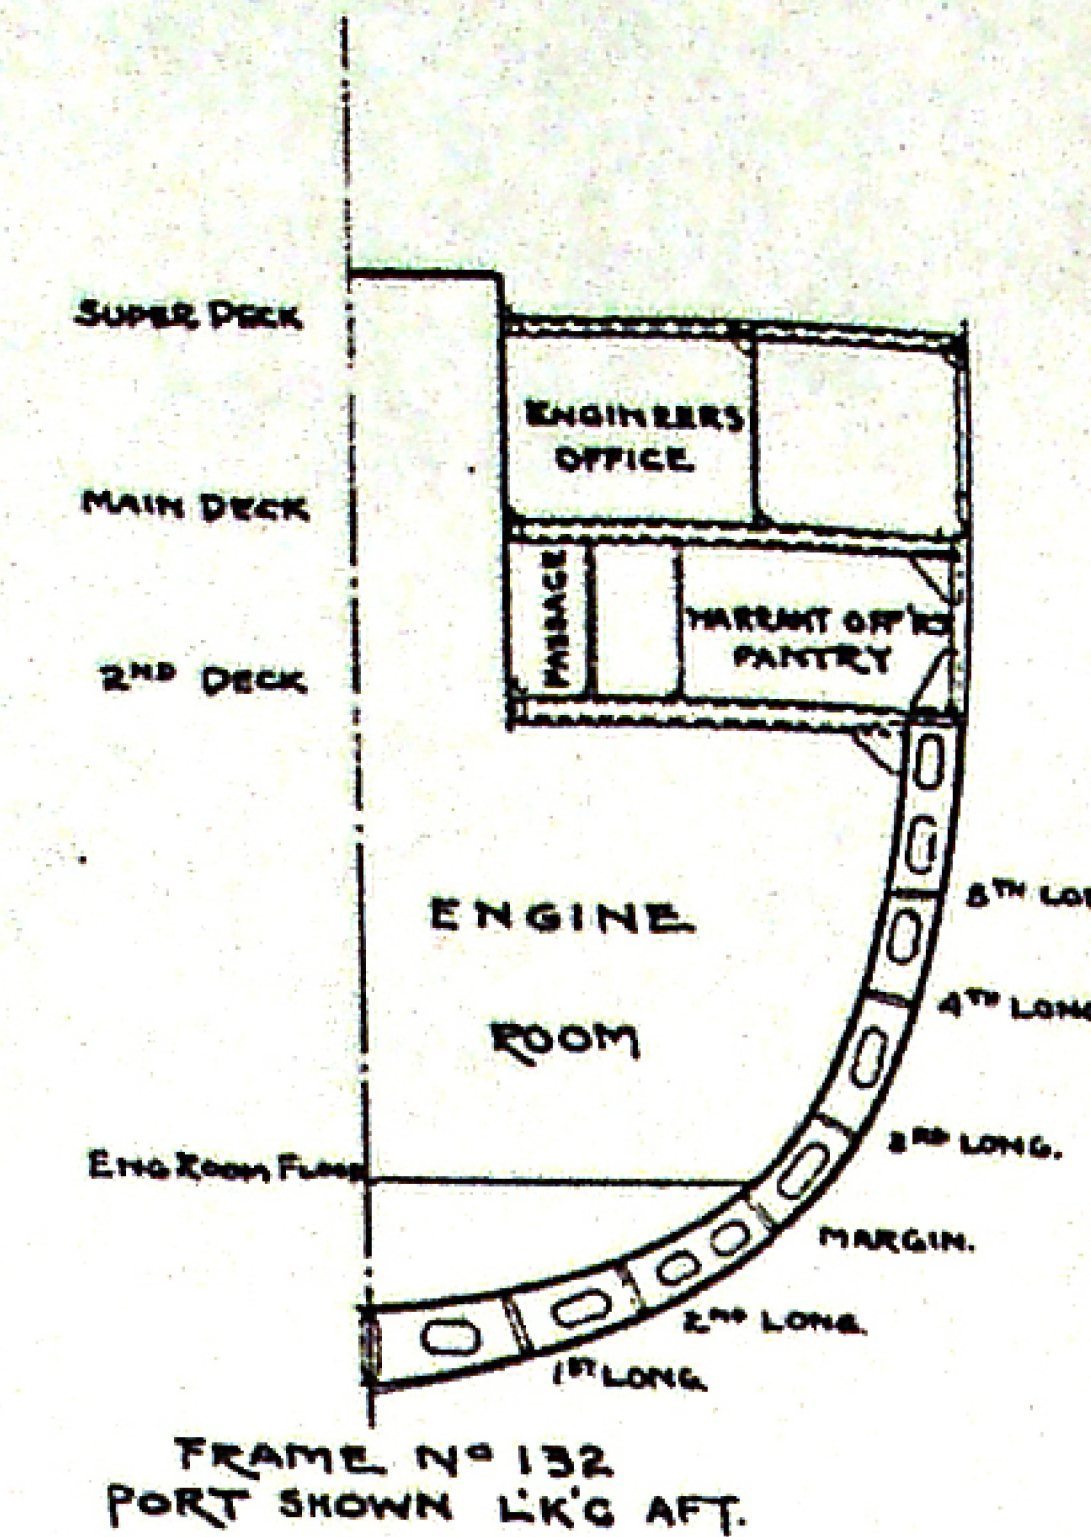 SUPER DECK
ENGINEERS
OFFICE
MAIN DECK
PASSAGE
WARRANT OFF'RS
PANTRY
2ND DECK
ENGINE
ROOM
5TH LON
4TH LONG
3RD LONG.
ENG ROOM FLOOR
MARGIN.
2ND LONG.
1ST LONG
FRAME No 132
PORT SHOWN L'K'G AFT.